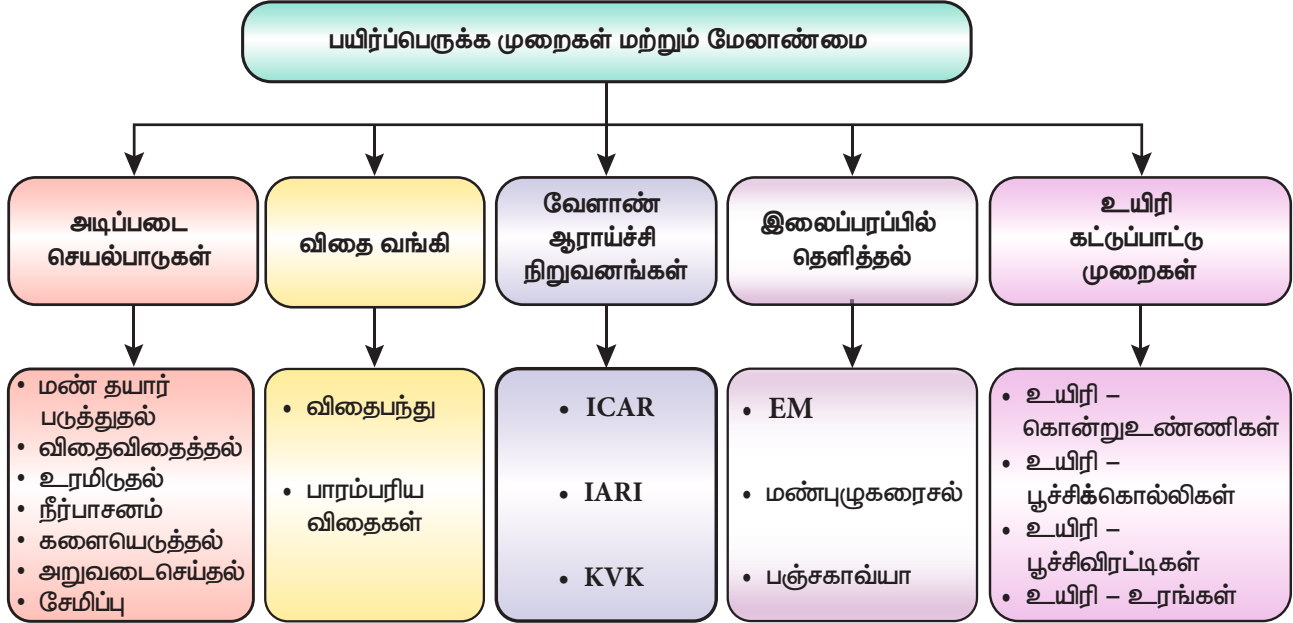 பயிர்ப்பெருக்க முறைகள் மற்றும் மேலாண்மை
அடிப்படை
செயல்பாடுகள்
விதை வங்கி
வேளாண்
ஆராய்ச்சி
நிறுவனங்கள்
இலைப்பரப்பில்
தெளித்தல்
உயிரி
கட்டுப்பாட்டு
முறைகள்
• மண் தயார்
படுத்துதல்
• விதைவிதைத்தல்
• உரமிடுதல்
• நீர்பாசனம்
• களையெடுத்தல்
• அறுவடைசெய்தல்
• சேமிப்பு
• விதைபந்து
• பாரம்பரிய
விதைகள்
• ICAR
• IARI
• KVK
• EM
• மண்புழுகரைசல்
• பஞ்சகாவ்யா
• உயிரி –
கொன்றுஉண்ணிகள்
• உயிரி –
பூச்சிக்கொல்லிகள்
• உயிரி –
பூச்சிவிரட்டிகள்
• உயிரி – உரங்கள்